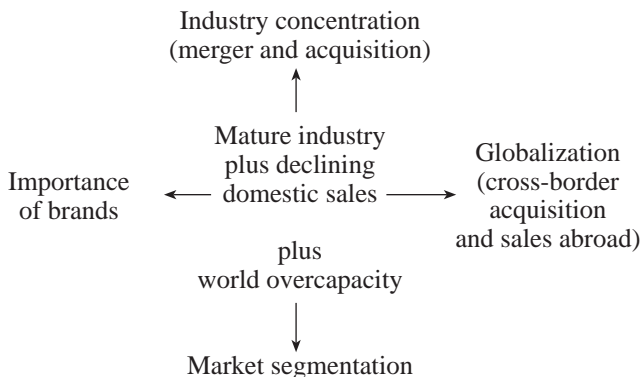 Industry concentration
(merger and acquisition)
Mature industry
plus declining
domestic sales
Importance
of brands
Globalization
(cross-border
acquisition
and sales abroad)
plus
world overcapacity
Market segmentation